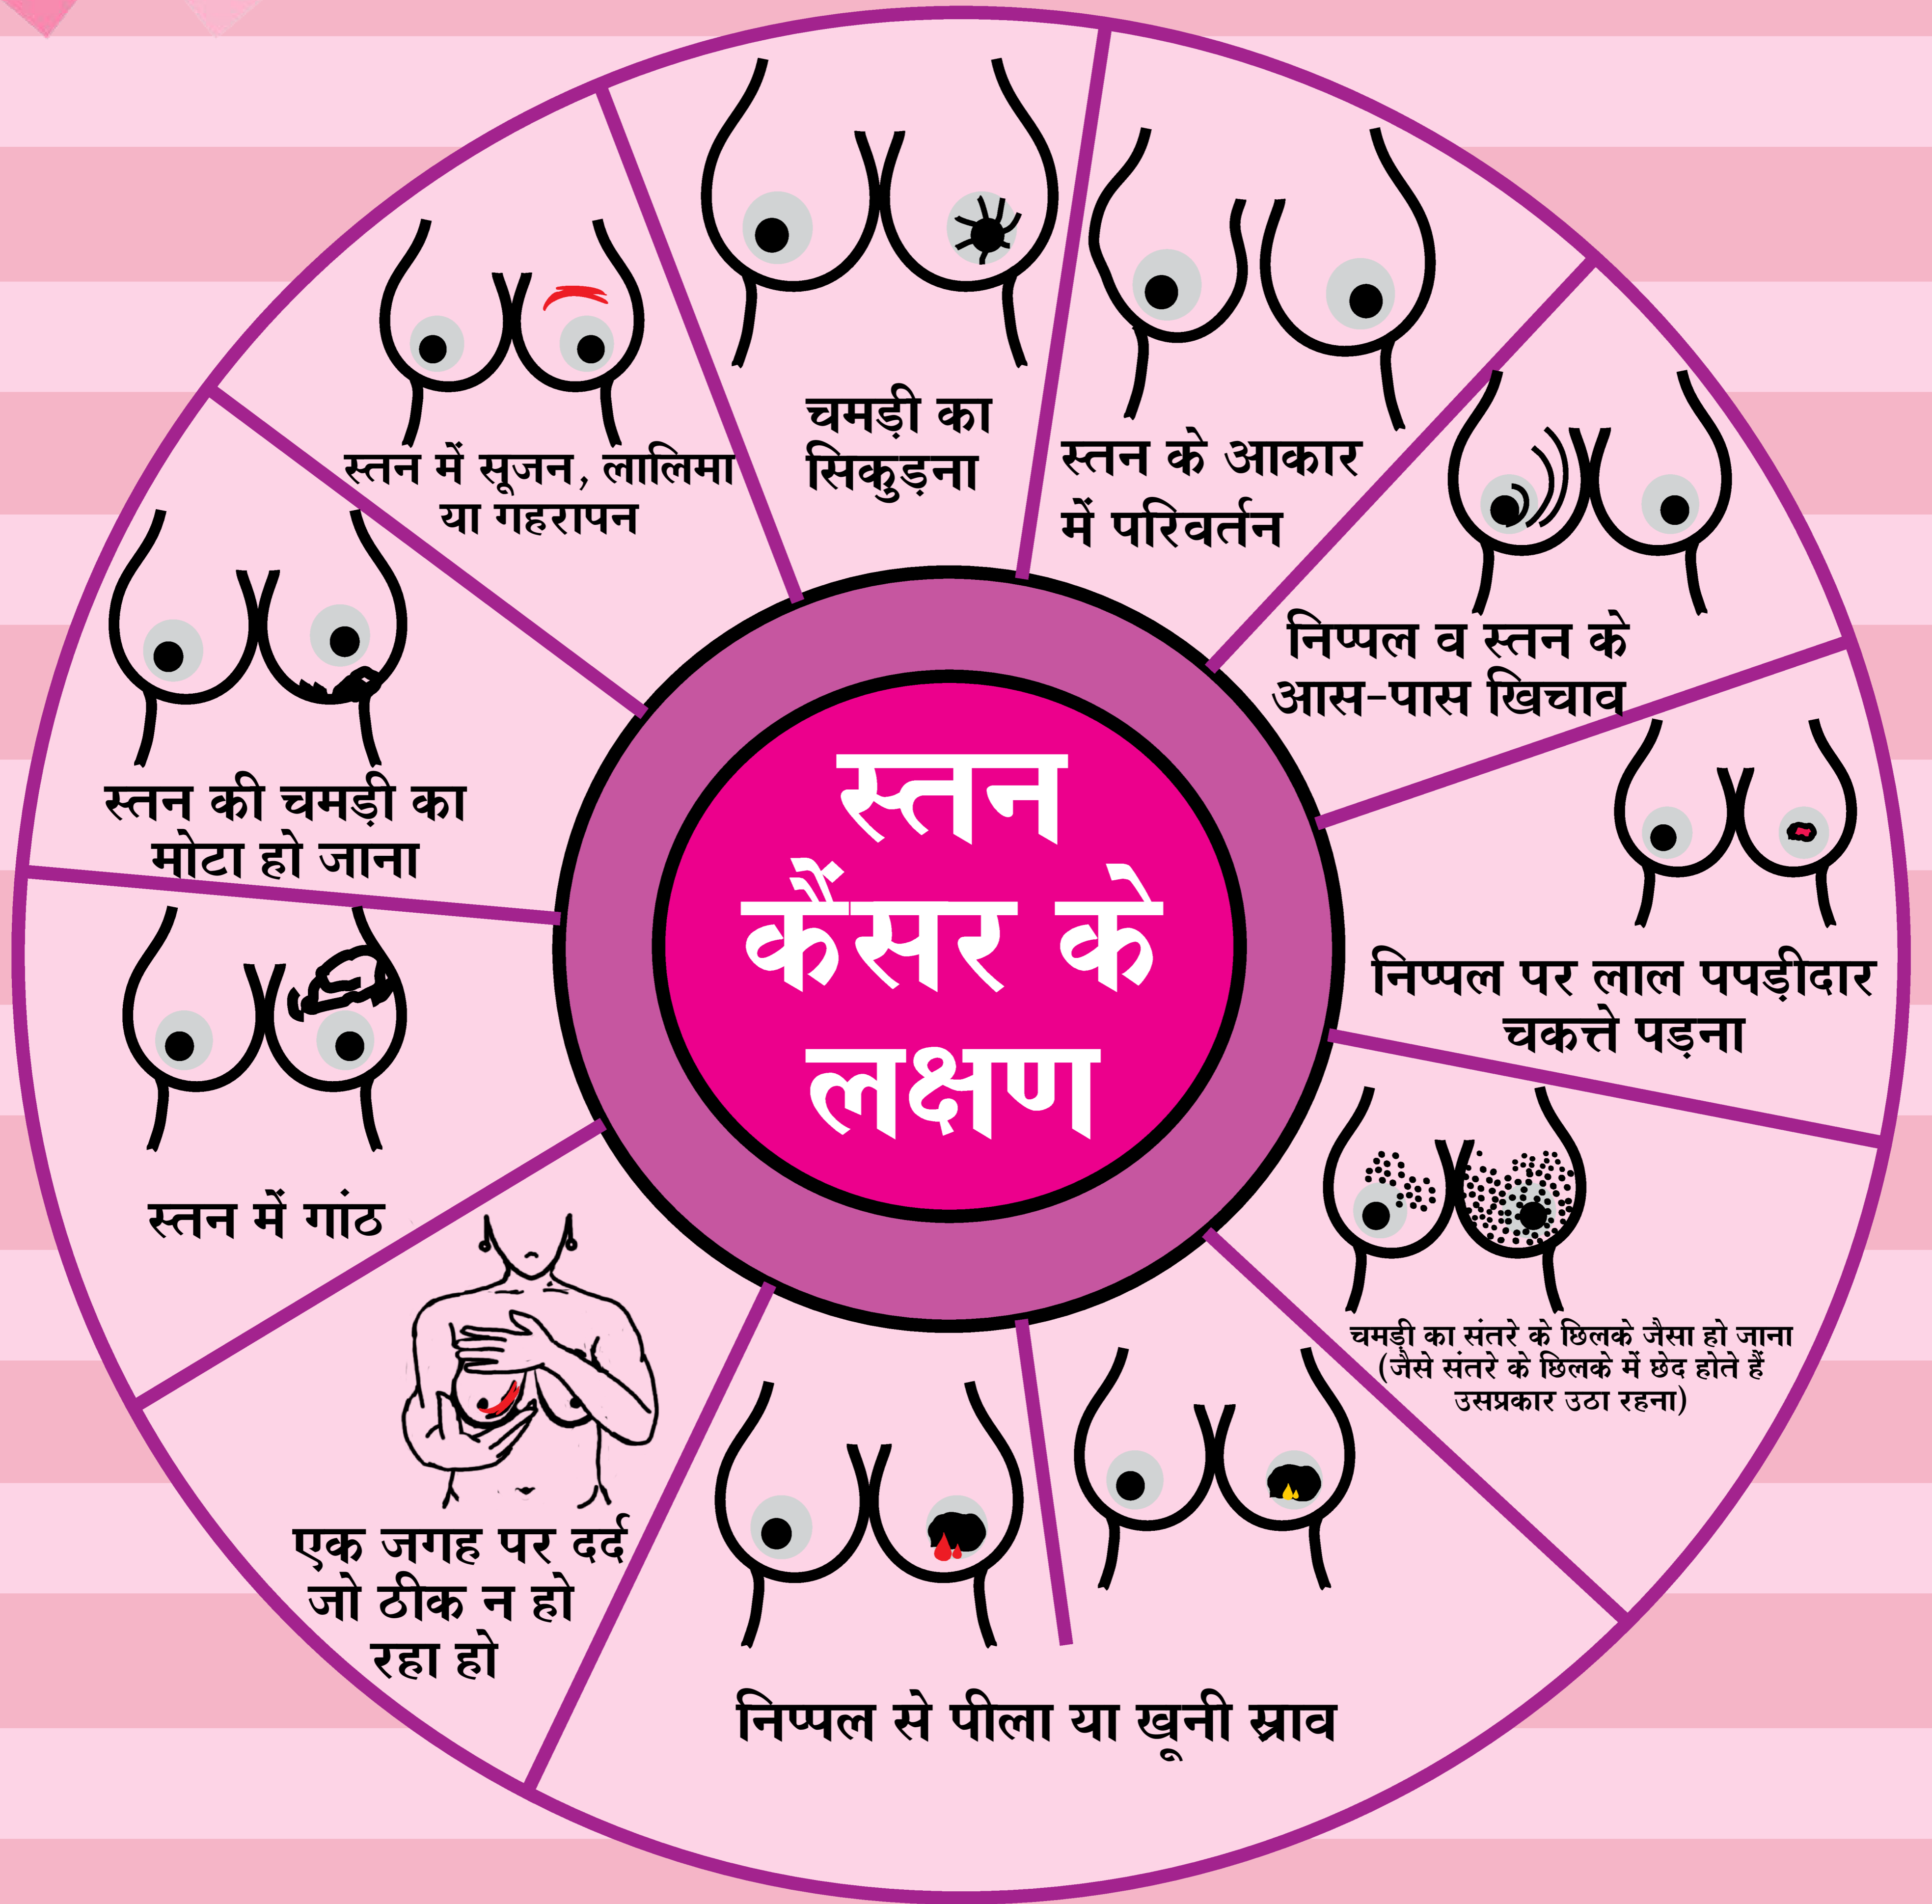 स्तन
कैंसर के
लक्षण
चमड़ी का
सिकुड़ना
स्तन के आकार
में परिवर्तन
निप्पल व स्तन के
आस-पास खिचाव
निप्पल पर लाल पपड़ीदार
चकत्ते पड़ना
चमड़ी का संतरे के छिलके जैसा हो जाना
(जैसे संतरे के छिलके में छेद होते हैं
उसप्रकार उठा रहना)
निप्पल से पीला या खूनी स्राव
एक जगह पर दर्द
जो ठीक न हो
रहा हो
स्तन में गांठ
स्तन की चमड़ी का
मोटा हो जाना
स्तन में सूजन, लालिमा
या गहरापन